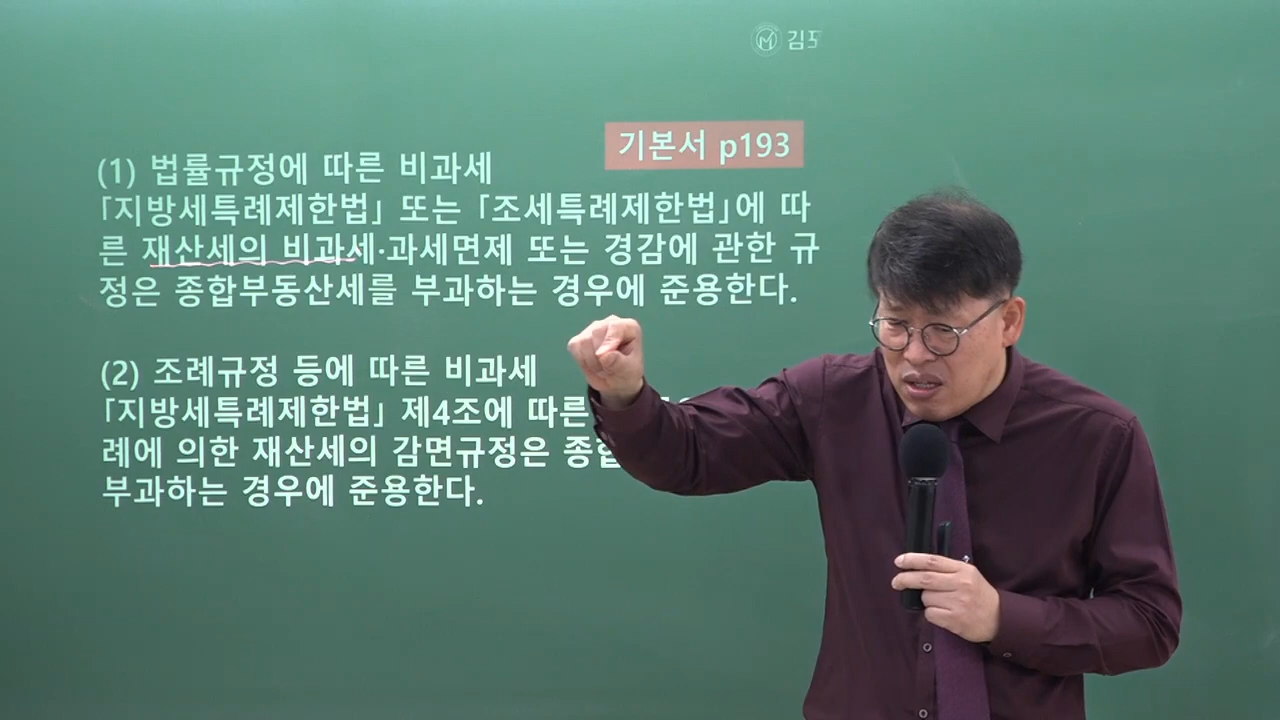 기본서 p193
(1) 법률규정에 따른 비과세
「지방세특례제한법」 또는 「조세특례제한법」에 따
른 재산세의 비과세·과세면제 또는 경감에 관한 규
정은 종합부동산세를 부과하는 경우에 준용한다.
(2) 조례규정 등에 따른 비과세
「지방세특례제한법」 제4조에 따른
례에 의한 재산세의 감면규정은
부과하는 경우에 준용한다.